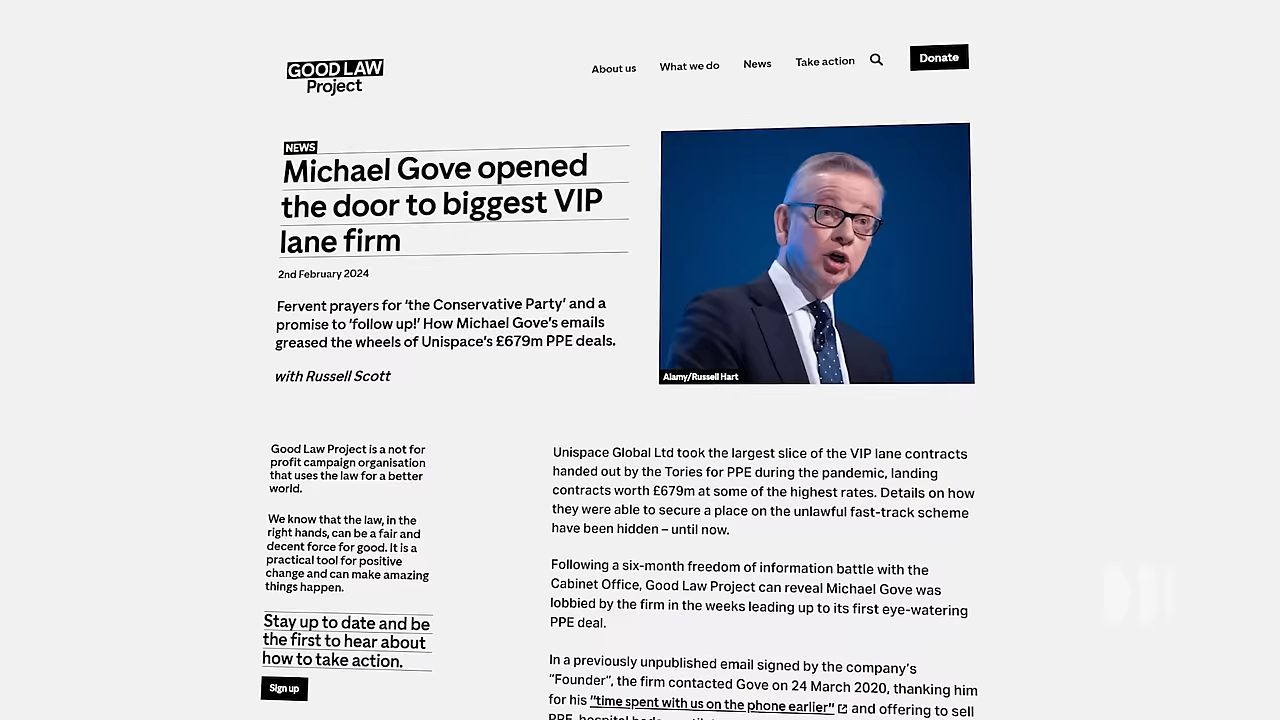 GOOD LAW
Project
About us
What we do
News
Take action
Donate
NEWS
Michael Gove opened
the door to biggest VIP
lane firm
2nd February 2024
Fervent prayers for ‘the Conservative Party’ and a
promise to ‘follow up!’ How Michael Gove’s emails
greased the wheels of Unispace’s £679m PPE deals.
with Russell Scott
Alamy/Russell Hart
Good Law Project is a not for
profit campaign organisation
that uses the law for a better
world.
We know that the law, in the
right hands, can be a fair and
decent force for good. It is a
practical tool for positive
change and can make amazing
things happen.
Stay up to date and be
the first to hear about
how to take action.
Sign up
Unispace Global Ltd took the largest slice of the VIP lane contracts
handed out by the Tories for PPE during the pandemic, landing
contracts worth £679m at some of the highest rates. Details on how
they were able to secure a place on the unlawful fast-track scheme
have been hidden – until now.
Following a six-month freedom of information battle with the
Cabinet Office, Good Law Project can reveal Michael Gove was
lobbied by the firm in the weeks leading up to its first eye-watering
PPE deal.
In a previously unpublished email signed by the company’s
“Founder”, the firm contacted Gove on 24 March 2020, thanking him
for his “time spent with us on the phone earlier” and offering to sell
PPE, hospital